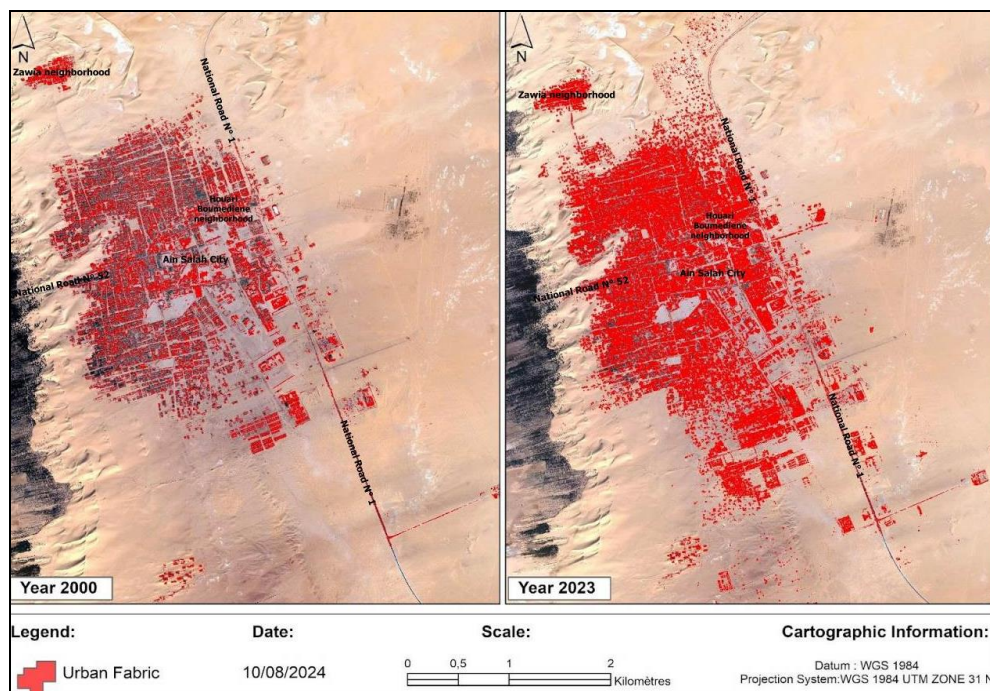 N
Zawia neighborhood
National Road N° 1
Houari
Boumediene
neighborhood
Ain Salah City
National Road N° 52
National Road N° 1
Year 2000
N
Zawia neighborhood
National Road N° 1
Houari
Boumediene
neighborhood
Ain Salah City
National Road N° 52
National Road N° 1
Year 2023
Legend:
Date:
Scale:
Cartographic Information:
Urban Fabric
10/08/2024
0 0,5 1 2
Kilomètres
Datum : WGS 1984
Projection System:WGS 1984 UTM ZONE 31 N